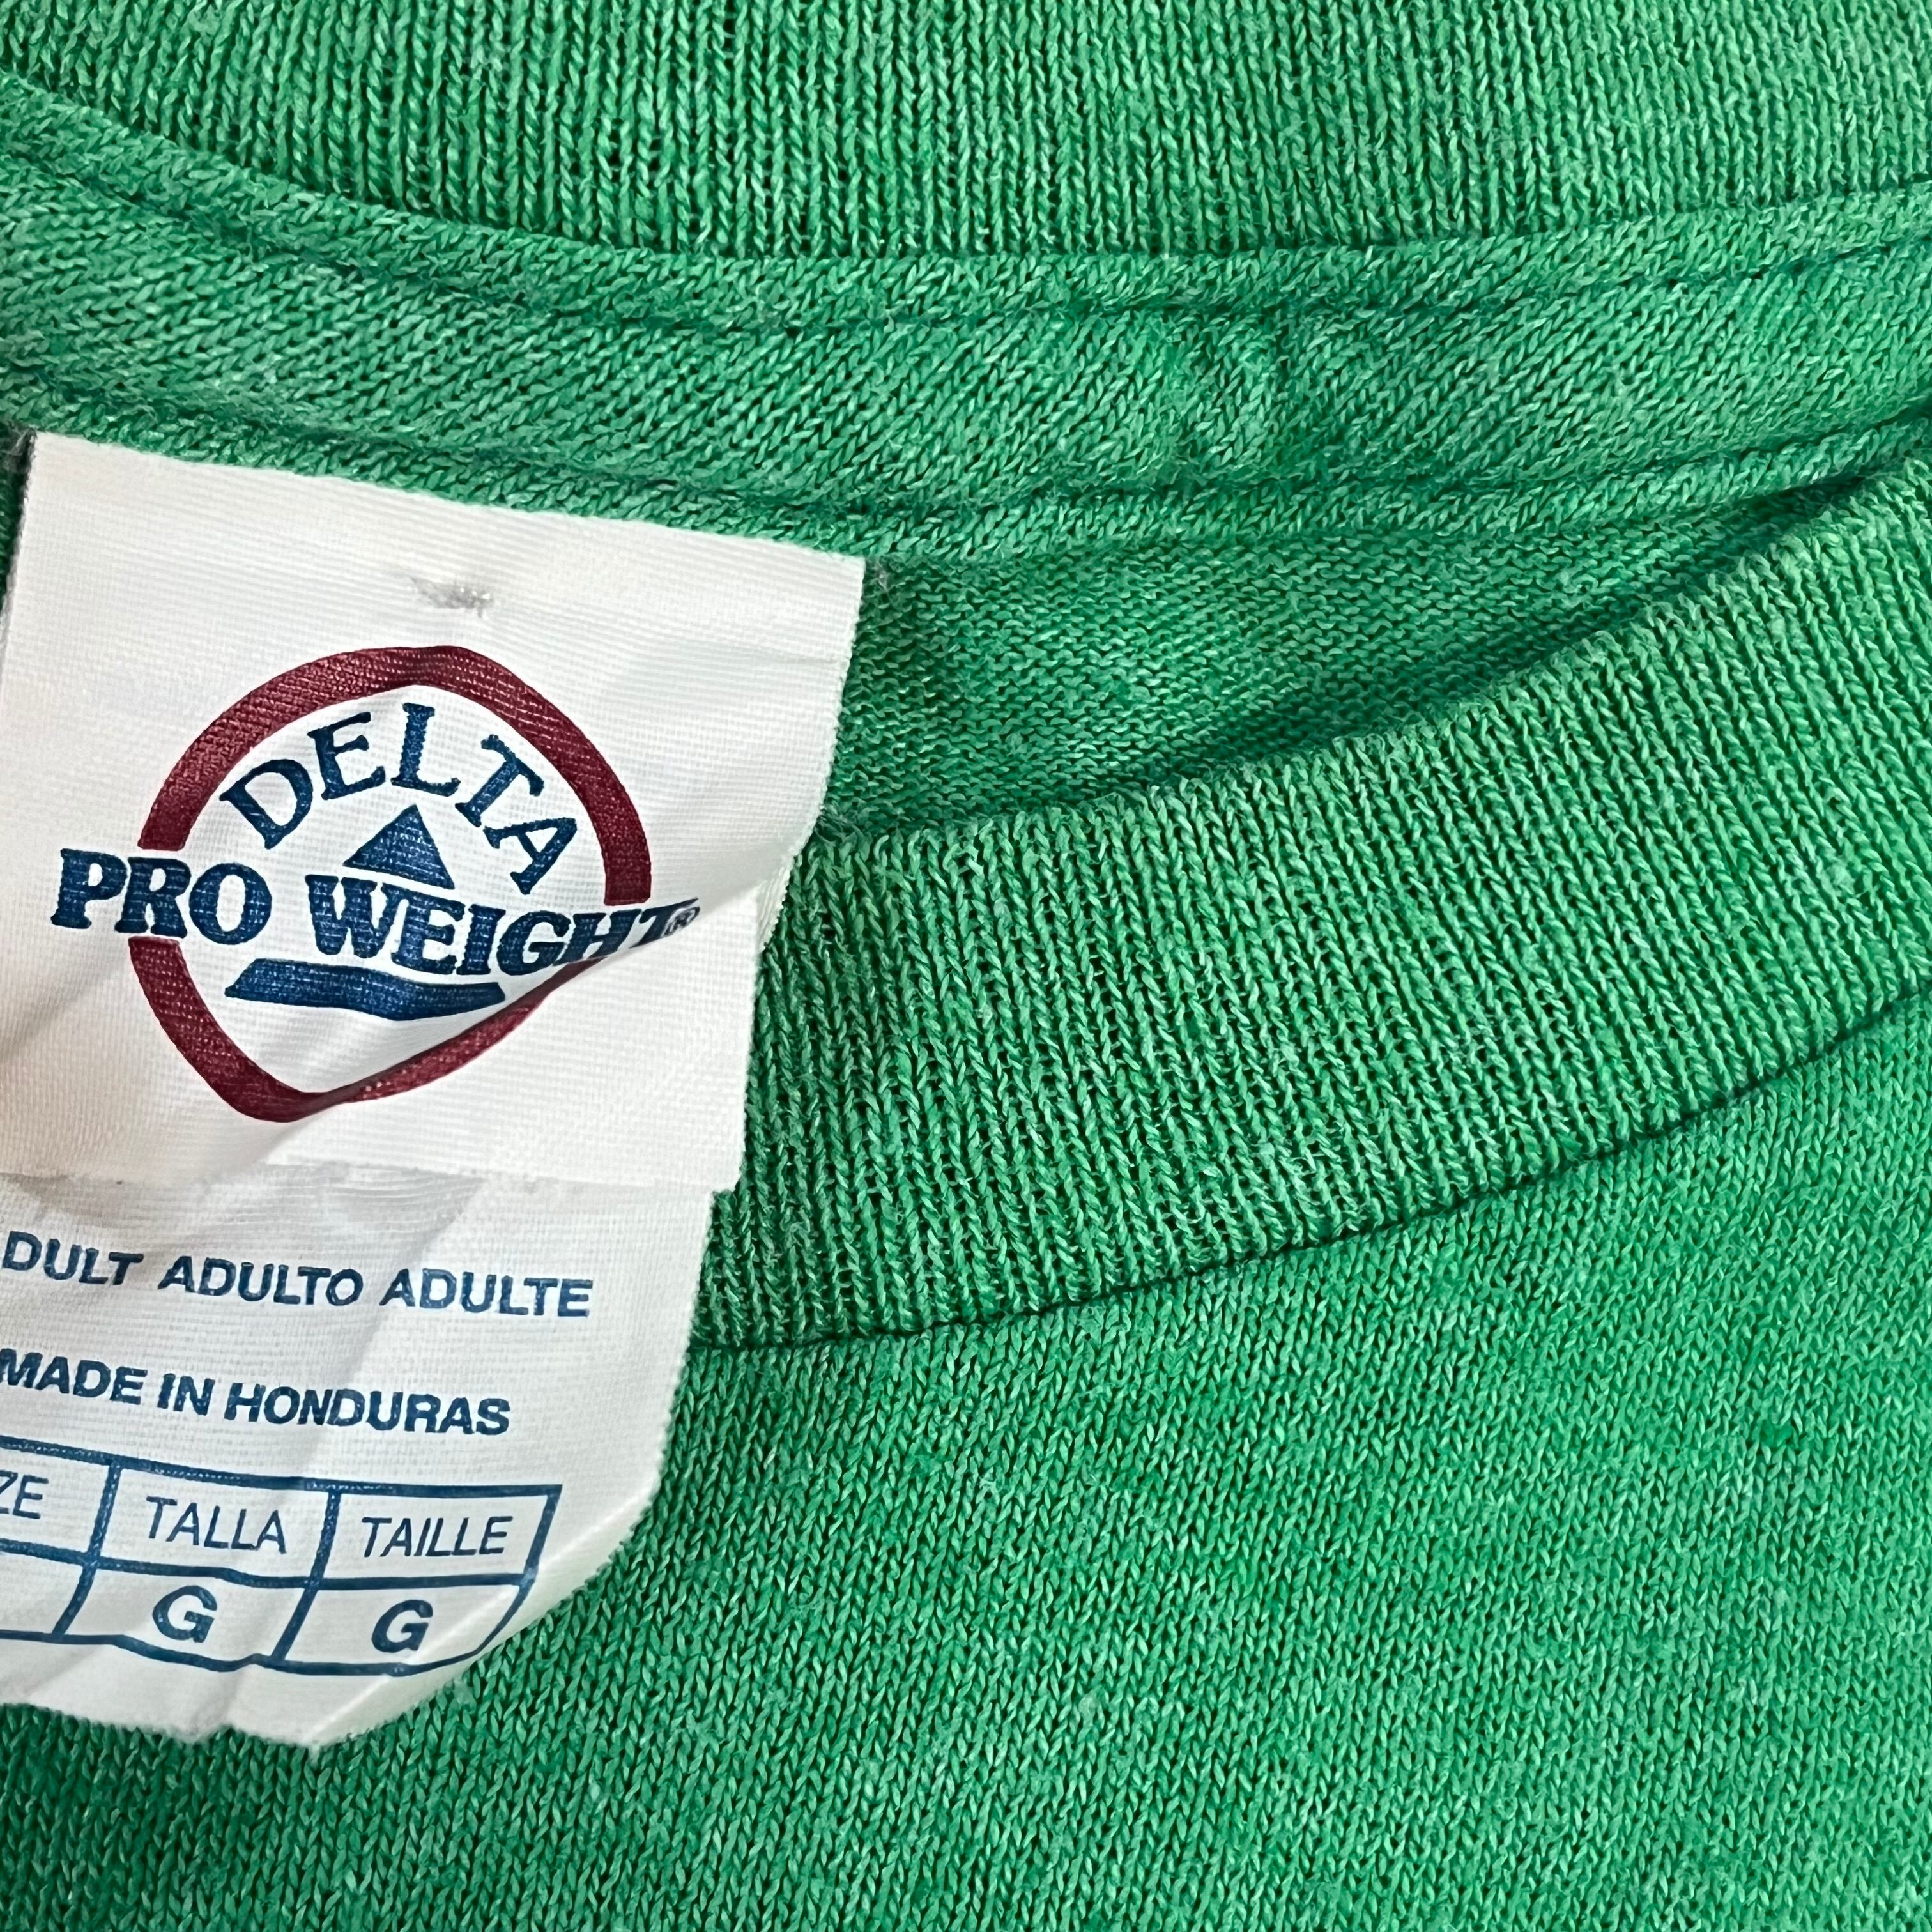 DELTA
PRO WEIGHT®
DULT ADULTO ADULTE
MADE IN HONDURAS
ZE TALLA TAILLE
G G